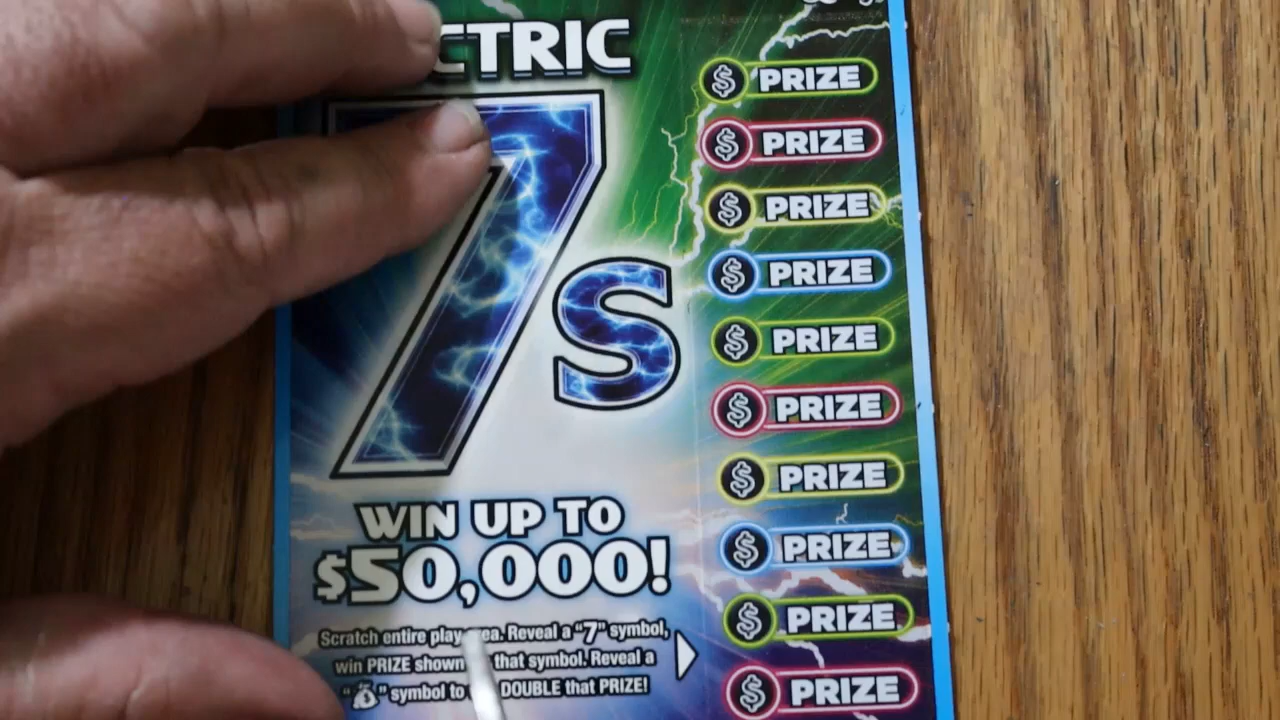 CTRIC
7s
WIN UP TO
$50,000!
Scratch entire play ea. Reveal a "7" symbol,
win PRIZE shown that symbol. Reveal a
" " symbol to DOUBLE that PRIZE!
$ PRIZE
$ PRIZE
$ PRIZE
$ PRIZE
$ PRIZE
$ PRIZE
$ PRIZE
$ PRIZE
$ PRIZE
$ PRIZE